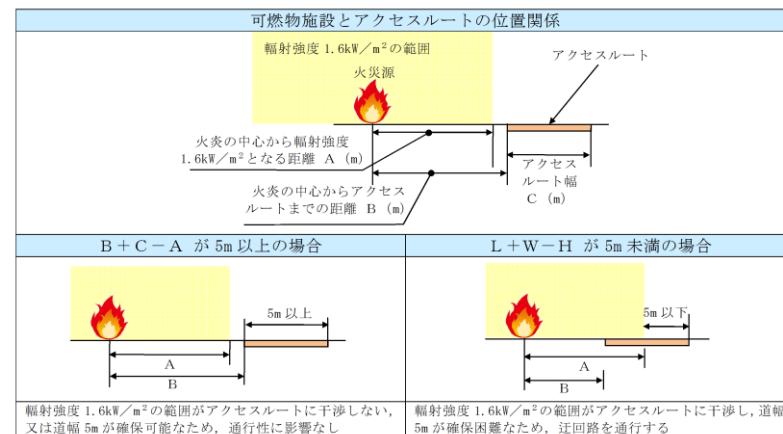 可燃物施設とアクセスルートの位置関係
輻射強度 1.6kW/m²の範囲
火災源
アクセスルート
火炎の中心から輻射強度
1.6kW/m²となる距離 A (m)
火炎の中心からアクセス
ルートまでの距離 B (m)
アクセス
ルート幅
C (m)
B+C-A が 5m 以上の場合
L+W-H が 5m 未満の場合
5m 以上
A
B
5m 以下
A
B
輻射強度 1.6kW/m²の範囲がアクセスルートに干渉しない,
又は道幅 5m が確保可能なため, 通行性に影響なし
輻射強度 1.6kW/m²の範囲がアクセスルートに干渉し, 道幅
5m が確保困難なため, 迂回路を通行する